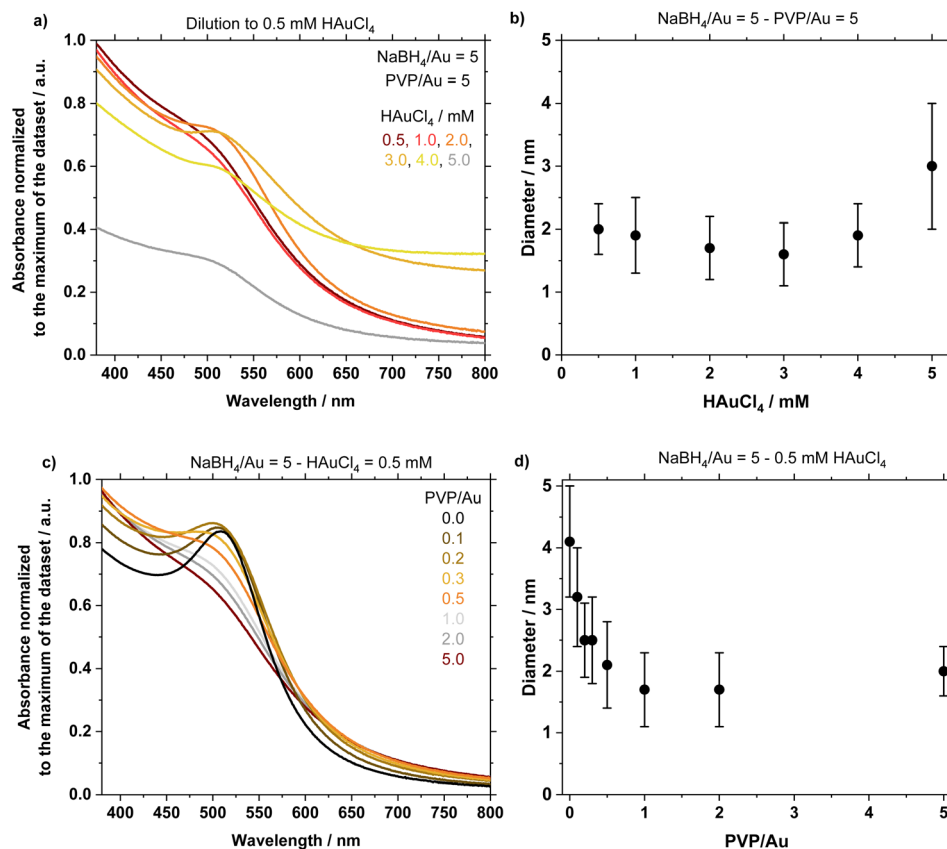 a)
Dilution to 0.5 mM HAuCl₄
NaBH₄/Au = 5
PVP/Au = 5
HAuCl₄ / mM
0.5, 1.0, 2.0,
3.0, 4.0, 5.0
Absorbance normalized
to the maximum of the dataset / a.u.
1.0
0.8
0.6
0.4
0.2
0.0
400 450 500 550 600 650 700 750 800
Wavelength / nm
b)
NaBH₄/Au = 5 - PVP/Au = 5
Diameter / nm
5
4
3
2
1
0
0 1 2 3 4 5
HAuCl₄ / mM
c)
NaBH₄/Au = 5 - HAuCl₄ = 0.5 mM
PVP/Au
0.0
0.1
0.2
0.3
0.5
1.0
2.0
5.0
Absorbance normalized
to the maximum of the dataset / a.u.
1.0
0.8
0.6
0.4
0.2
0.0
400 450 500 550 600 650 700 750 800
Wavelength / nm
d)
NaBH₄/Au = 5 - 0.5 mM HAuCl₄
Diameter / nm
5
4
3
2
1
0
0 1 2 3 4 5
PVP/Au